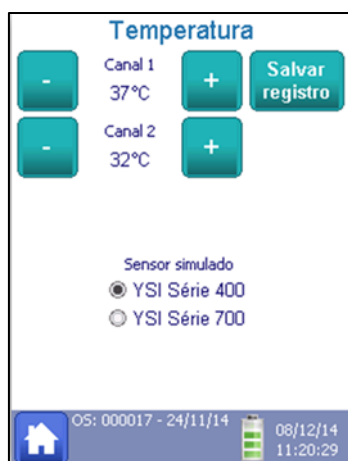 Temperatura
- Canal 1 + Salvar registro
37°C
- Canal 2 +
32°C
Sensor simulado
YSI Série 400
YSI Série 700
OS: 000017 - 24/11/14
08/12/14
11:20:29